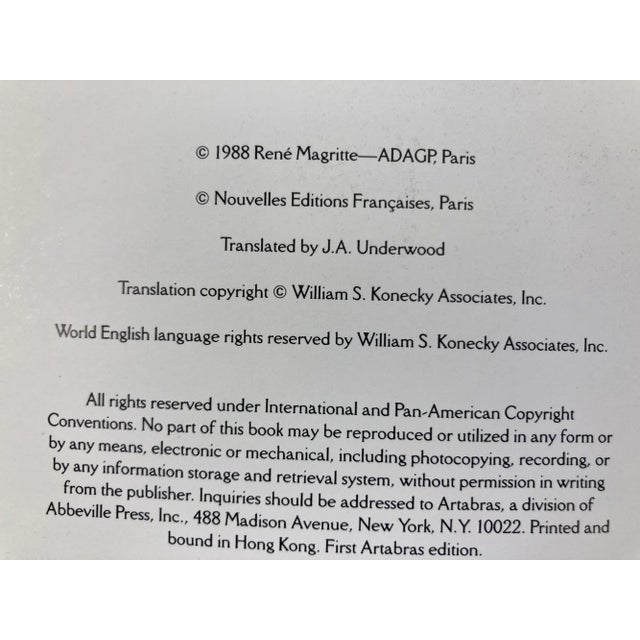 © 1988 René Magritte—ADAGP, Paris
© Nouvelles Editions Françaises, Paris
Translated by J.A. Underwood
Translation copyright © William S. Konecky Associates, Inc.
World English language rights reserved by William S. Konecky Associates, Inc.
All rights reserved under International and Pan-American Copyright
Conventions. No part of this book may be reproduced or utilized in any form or
by any means, electronic or mechanical, including photocopying, recording, or
by any information storage and retrieval system, without permission in writing
from the publisher. Inquiries should be addressed to Artabras, a division of
Abbeville Press, Inc., 488 Madison Avenue, New York, N.Y. 10022. Printed and
bound in Hong Kong. First Artabras edition.